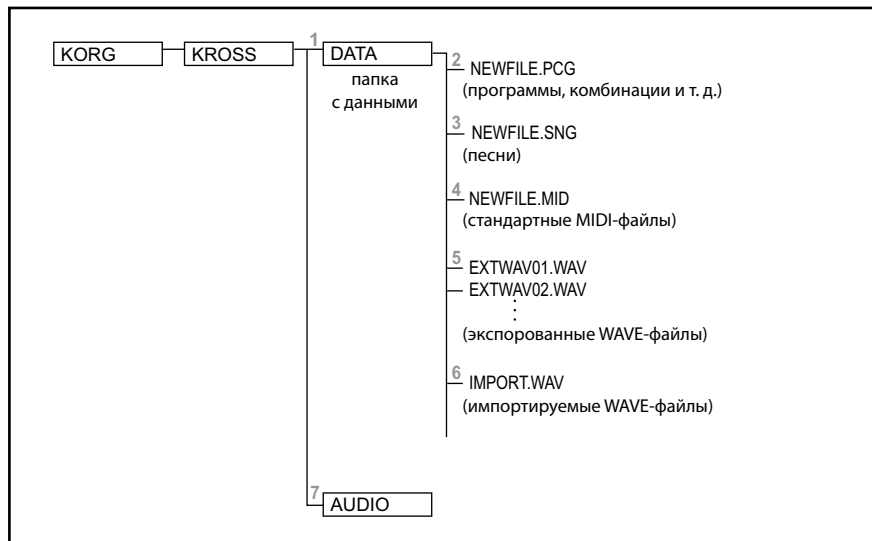 KORG
KROSS
1
DATA
папка
с данными
2
NEWFILE.PCG
(программы, комбинации и т. д.)
3
NEWFILE.SNG
(песни)
4
NEWFILE.MID
(стандартные MIDI-файлы)
5
EXTWAV01.WAV
EXTWAV02.WAV
(экспорованные WAVE-файлы)
6
IMPORT.WAV
(импортируемые WAVE-файлы)
7
AUDIO